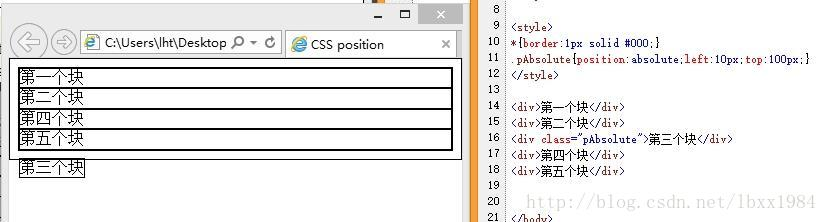 C:\Users\lht\Desktop
CSS position
第一个块
第二个块
第四个块
第五个块
第三个块
8
9 <style>
10 *{border:1px solid #000;}
11 .pAbsolute{position:absolute;left:10px;top:100px;}
12 </style>
13
14 <div>第一个块</div>
15 <div>第二个块</div>
16 <div class="pAbsolute">第三个块</div>
17 <div>第四个块</div>
18 <div>第五个块</div>
19
20
21 </body>
http://blog.csdn.net/lbxx1984